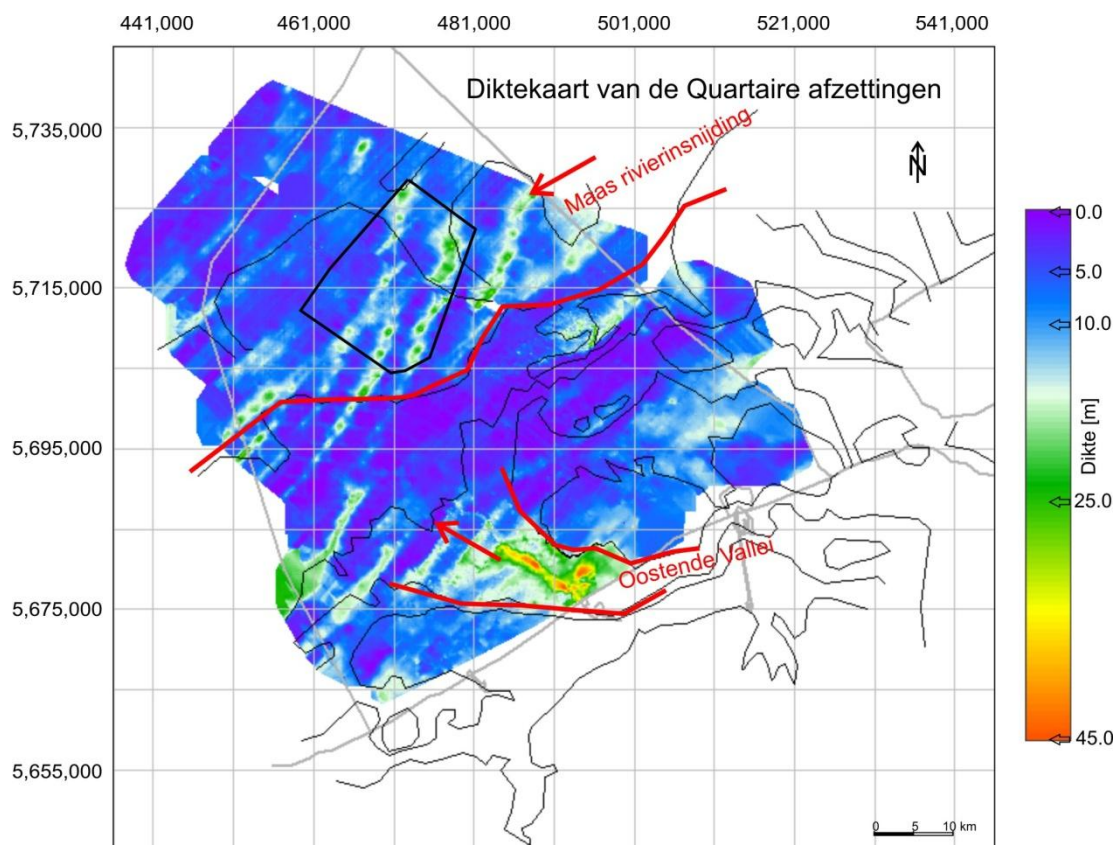 441,000 461,000 481,000 501,000 521,000 541,000
Diktekaart van de Quartaire afzettingen
5,735,000
Maas rivierinsnijding
N
0.0
5,715,000
5.0
10.0
5,695,000
Dikte [m]
25.0
Oostende Vallei
5,675,000
45.0
5,655,000
0 5 10 km